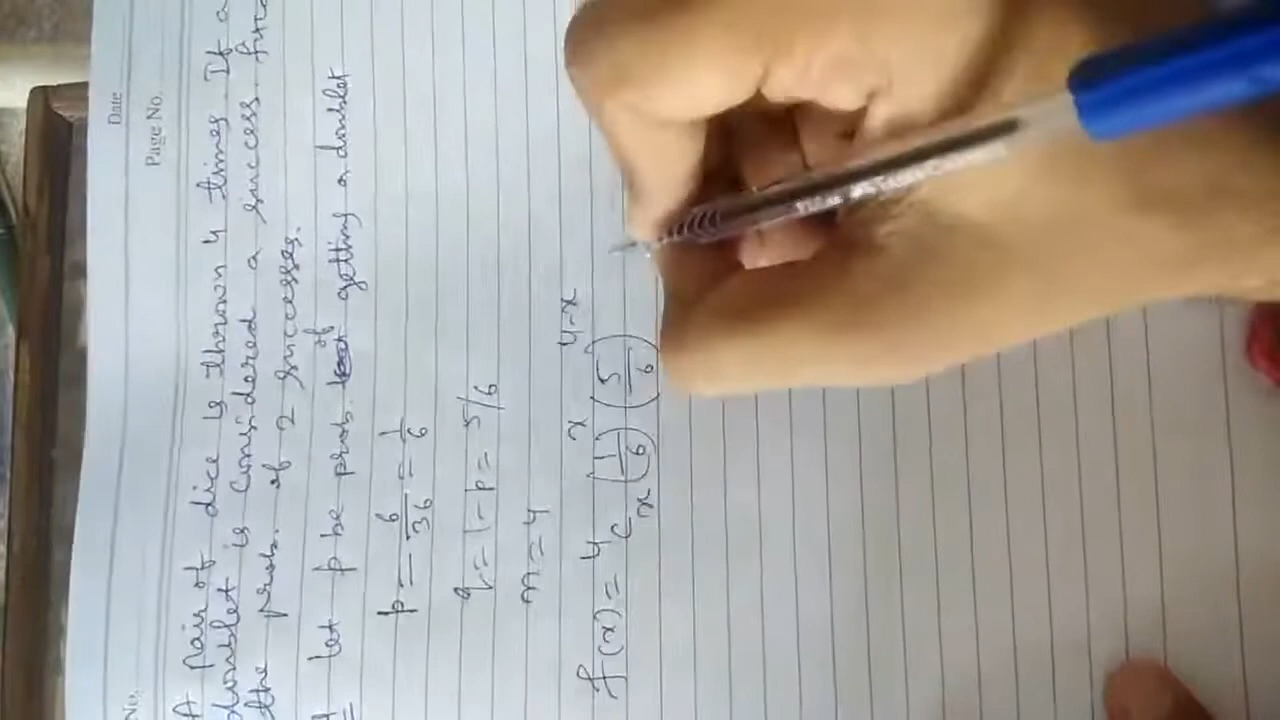 Date
Page No.
No.
A pair of dice is thrown 4 times. If a
doublet is considered a success. find
the prob. of 2 successes.
let p be prob. of getting a doublet
p = 6/36 = 1/6
q = 1-p = 5/6
n = 4
f(x) = 4Cx (1/6)^x (5/6)^4-x